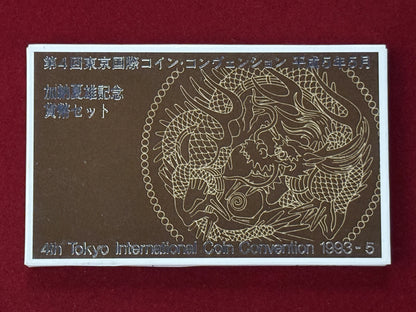 第4回東京国際コイン・コンヴェンション 平成5年5月
加納夏雄記念
貨幣セット
4th Tokyo International Coin Convention 1993-5